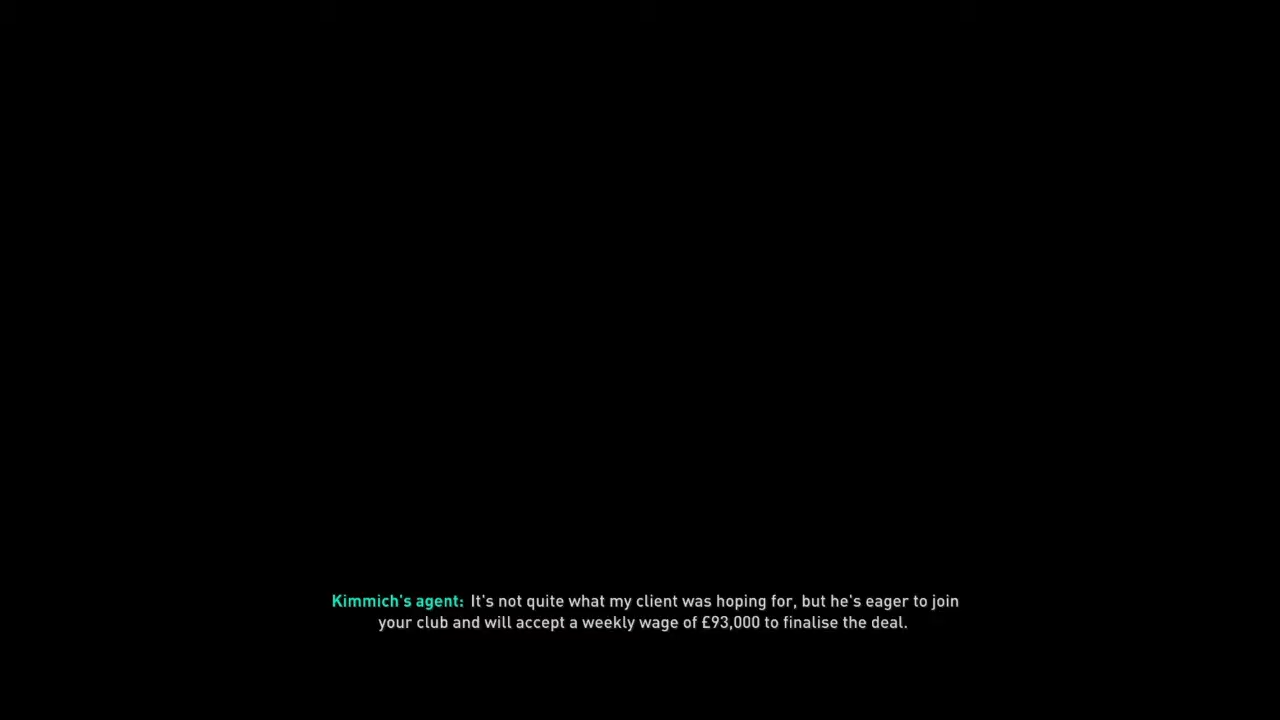 Kimmich's agent: It's not quite what my client was hoping for, but he's eager to join
your club and will accept a weekly wage of £93,000 to finalise the deal.